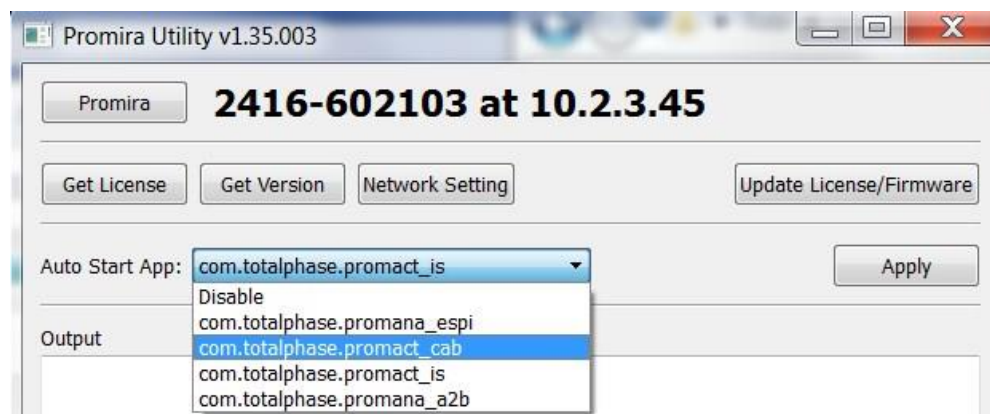 Promira Utility v1.35.003
Promira 2416-602103 at 10.2.3.45
Get License Get Version Network Setting Update License/Firmware
Auto Start App: com.totalphase.promact_is Apply
Disable
com.totalphase.promana_espi
Output
com.totalphase.promact_cab
com.totalphase.promact_is
com.totalphase.promana_a2b